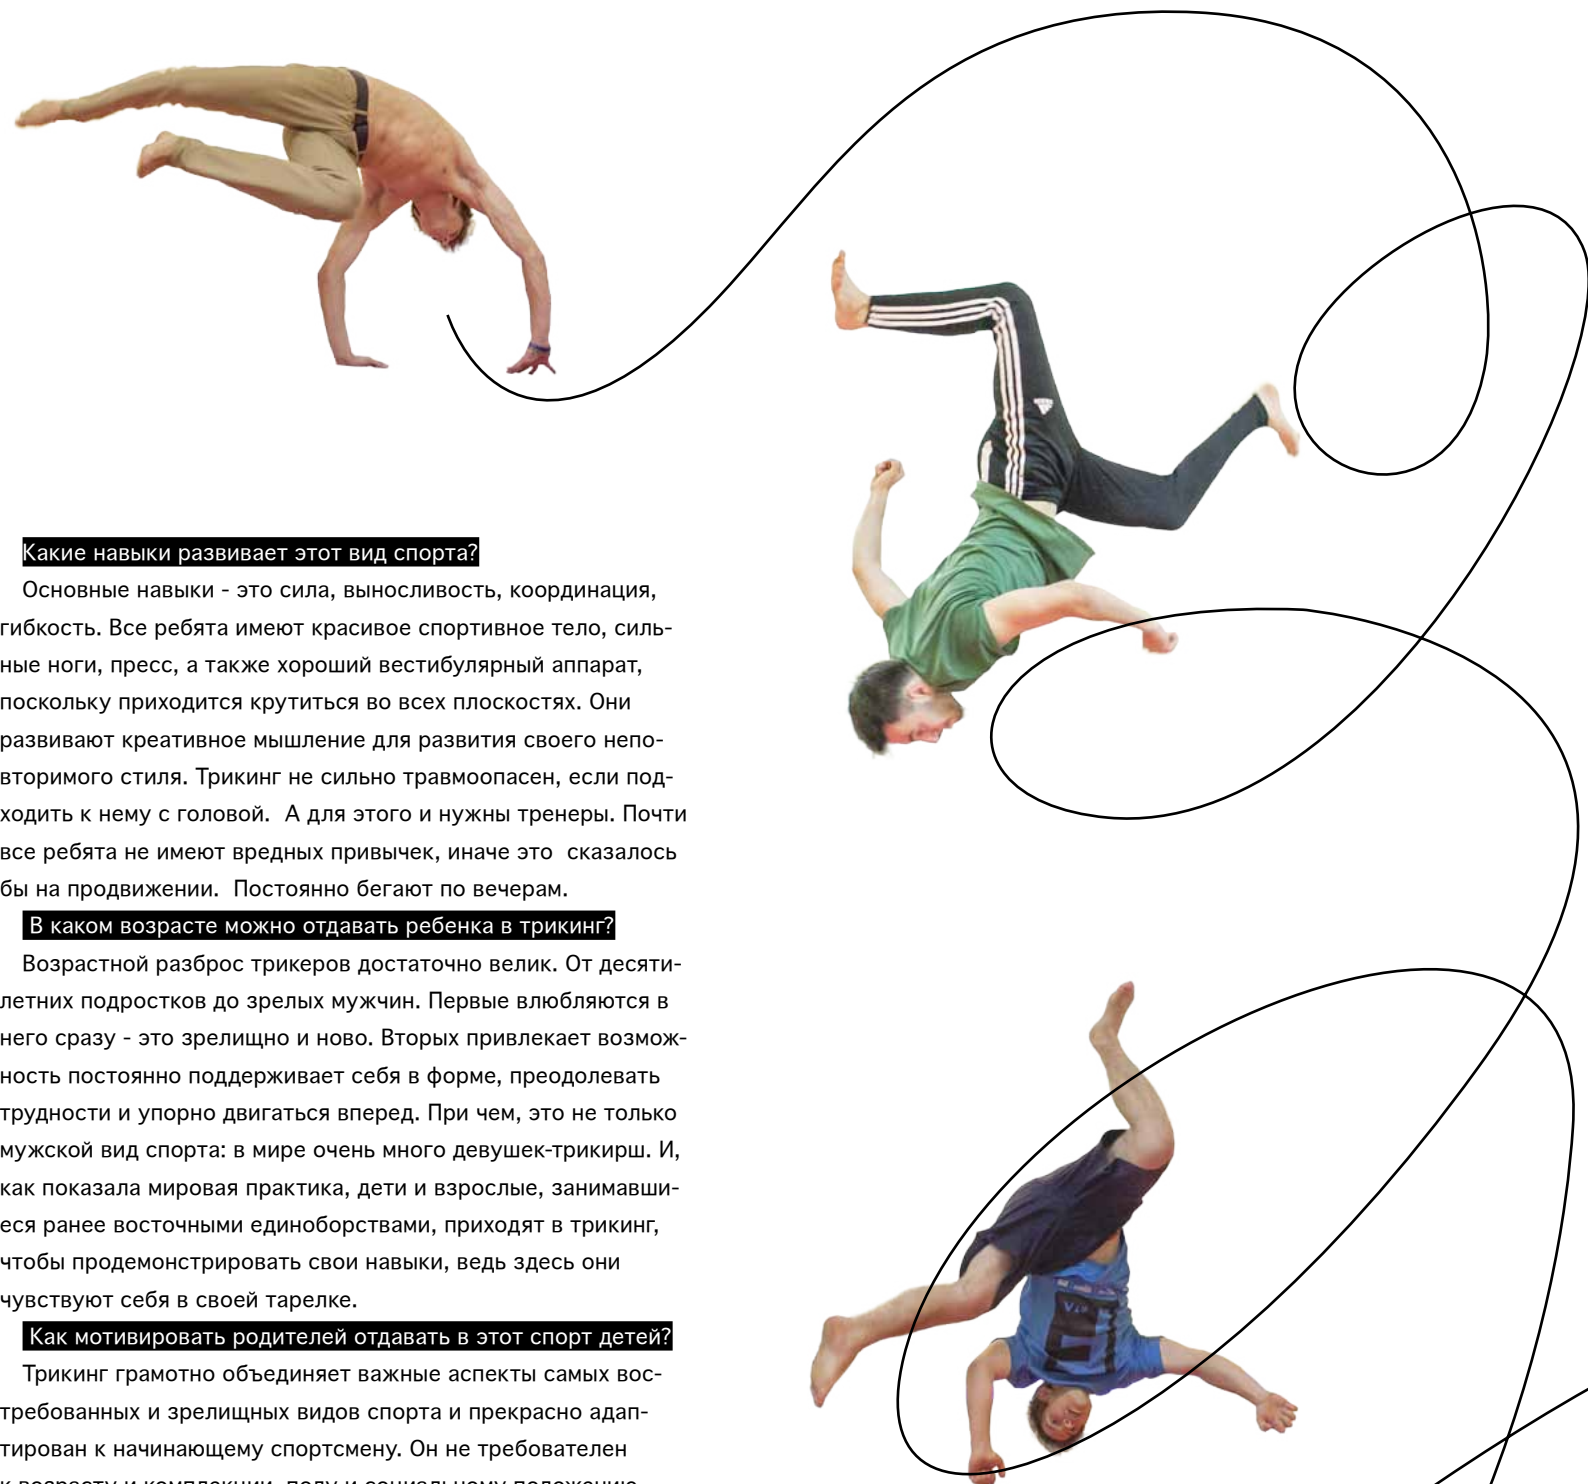 Какие навыки развивает этот вид спорта?
Основные навыки - это сила, выносливость, координация,
гибкость. Все ребята имеют красивое спортивное тело, силь-
ные ноги, пресс, а также хороший вестибулярный аппарат,
поскольку приходится крутиться во всех плоскостях. Они
развивают креативное мышление для развития своего непо-
вторимого стиля. Трикинг не сильно травмоопасен, если под-
ходить к нему с головой.  А для этого и нужны тренеры. Почти
все ребята не имеют вредных привычек, иначе это  сказалось
бы на продвижении.  Постоянно бегают по вечерам.
В каком возрасте можно отдавать ребенка в трикинг?
Возрастной разброс трикеров достаточно велик. От десяти-
летних подростков до зрелых мужчин. Первые влюбляются в
него сразу - это зрелищно и ново. Вторых привлекает возмож-
ность постоянно поддерживает себя в форме, преодолевать
трудности и упорно двигаться вперед. При чем, это не только
мужской вид спорта: в мире очень много девушек-трикирш. И,
как показала мировая практика, дети и взрослые, занимавши-
еся ранее восточными единоборствами, приходят в трикинг,
чтобы продемонстрировать свои навыки, ведь здесь они
чувствуют себя в своей тарелке.
Как мотивировать родителей отдавать в этот спорт детей?
Трикинг грамотно объединяет важные аспекты самых вос-
требованных и зрелищных видов спорта и прекрасно адап-
тирован к начинающему спортсмену. Он не требователен
к возрасту и комплекции, полу и социальному положению.